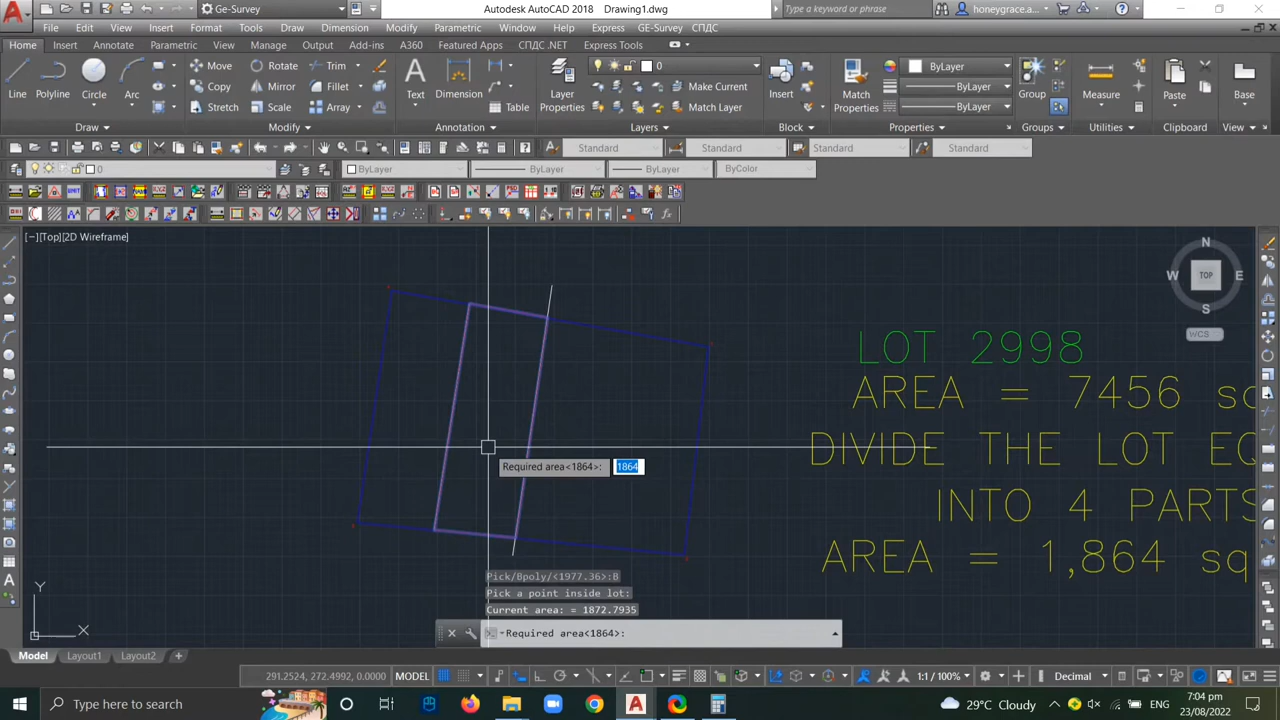 Ge-Survey
Autodesk AutoCAD 2018 Drawing1.dwg
Type a keyword or phrase
honeygrace.a...
File Edit View Insert Format Tools Draw Dimension Modify Parametric Window Help Express GE-Survey СПДС
Home Insert Annotate Parametric View Manage Output Add-ins A360 Featured Apps СПДС .NET Express Tools
Line Polyline Circle Arc
Move Rotate Trim
Copy Mirror Fillet
Stretch Scale Array
Text Dimension
Table
Layer
Properties
0
Make Current
Match Layer
Insert
Match
Properties
ByLayer
ByLayer
ByLayer
Group
Measure
Paste
Base
Draw Modify Annotation Layers Block Properties Groups Utilities Clipboard View
Standard Standard Standard Standard
0 ByLayer ByLayer ByLayer ByColor
[−][Top][2D Wireframe]
N
W TOP E
S
WCS
LOT 2998
AREA = 7456 sq
DIVIDE THE LOT EQ
INTO 4 PARTS
AREA = 1,864 sq
Required area<1864>: 1864
Pick/Bpoly/<1977.36>:B
Pick a point inside lot:
Current area: = 1872.7935
Required area<1864>:
Y
X
Model Layout1 Layout2 +
291.2524, 272.4992, 0.0000 MODEL 1:1 / 100% Decimal
Type here to search
29°C Cloudy ENG 7:04 pm
23/08/2022